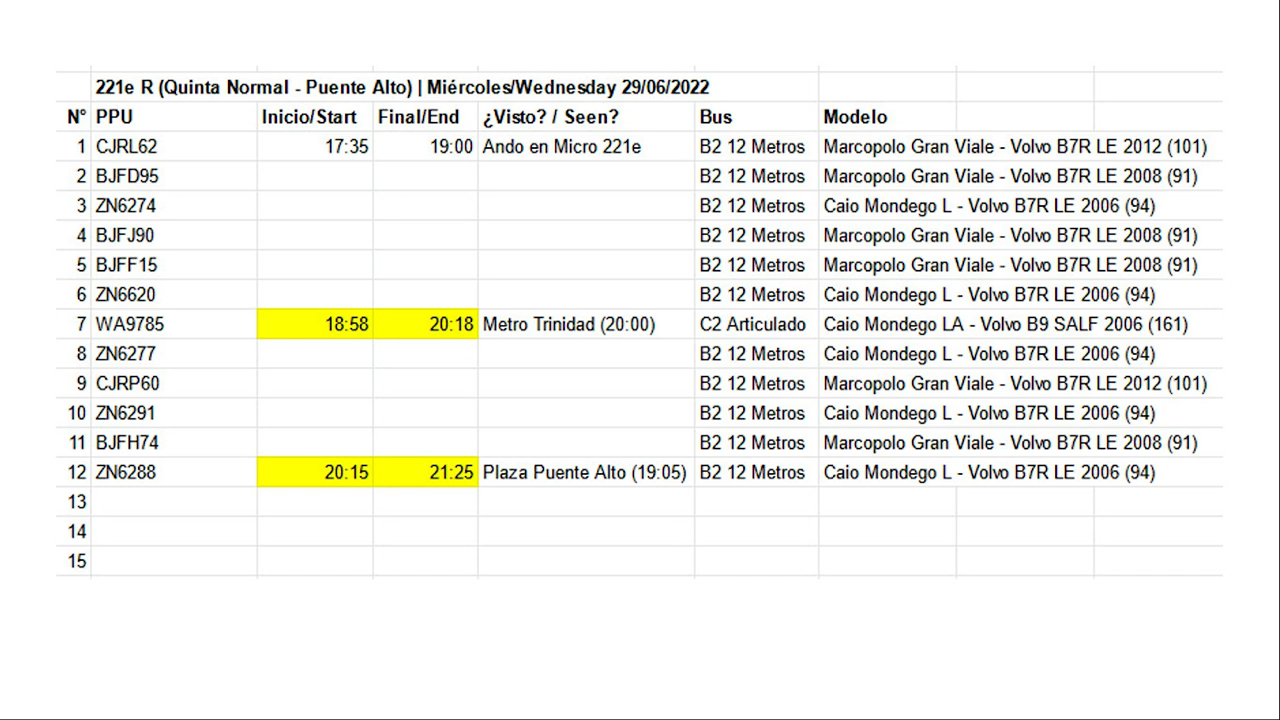 221e R (Quinta Normal - Puente Alto) | Miércoles/Wednesday 29/06/2022
N° PPU Inicio/Start Final/End ¿Visto? / Seen? Bus Modelo
1 CJRL62 17:35 19:00 Ando en Micro 221e B2 12 Metros Marcopolo Gran Viale - Volvo B7R LE 2012 (101)
2 BJFD95 B2 12 Metros Marcopolo Gran Viale - Volvo B7R LE 2008 (91)
3 ZN6274 B2 12 Metros Caio Mondego L - Volvo B7R LE 2006 (94)
4 BJFJ90 B2 12 Metros Marcopolo Gran Viale - Volvo B7R LE 2008 (91)
5 BJFF15 B2 12 Metros Marcopolo Gran Viale - Volvo B7R LE 2008 (91)
6 ZN6620 B2 12 Metros Caio Mondego L - Volvo B7R LE 2006 (94)
7 WA9785 18:58 20:18 Metro Trinidad (20:00) C2 Articulado Caio Mondego LA - Volvo B9 SALF 2006 (161)
8 ZN6277 B2 12 Metros Caio Mondego L - Volvo B7R LE 2006 (94)
9 CJRP60 B2 12 Metros Marcopolo Gran Viale - Volvo B7R LE 2012 (101)
10 ZN6291 B2 12 Metros Caio Mondego L - Volvo B7R LE 2006 (94)
11 BJFH74 B2 12 Metros Marcopolo Gran Viale - Volvo B7R LE 2008 (91)
12 ZN6288 20:15 21:25 Plaza Puente Alto (19:05) B2 12 Metros Caio Mondego L - Volvo B7R LE 2006 (94)
13
14
15